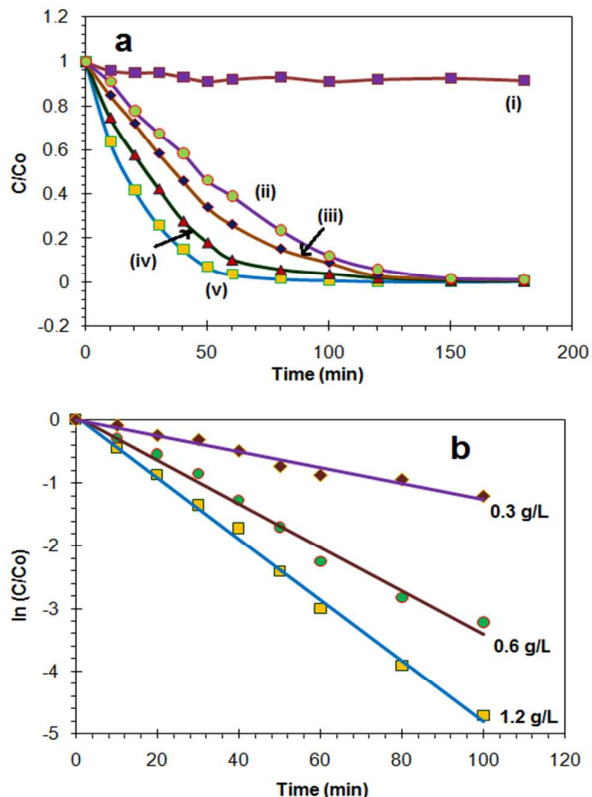 a
1.2
1
0.8
0.6
0.4
0.2
0
-0.2
C/Co
(i)
(ii)
(iii)
(iv)
(v)
0 50 100 150 200
Time (min)
b
0
-1
-2
-3
-4
-5
ln (C/Co)
0.3 g/L
0.6 g/L
1.2 g/L
0 20 40 60 80 100 120
Time (min)